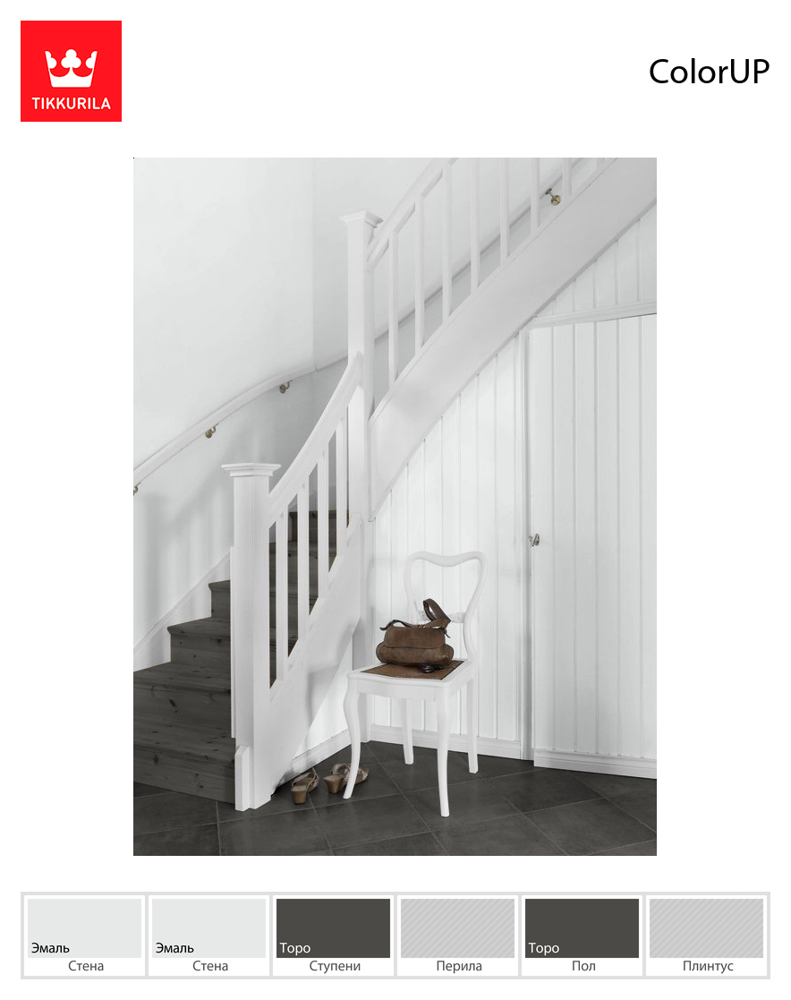 TIKKURILA
ColorUP
Эмаль
Стена
Эмаль
Стена
Торо
Ступени
Перила
Торо
Пол
Плинтус